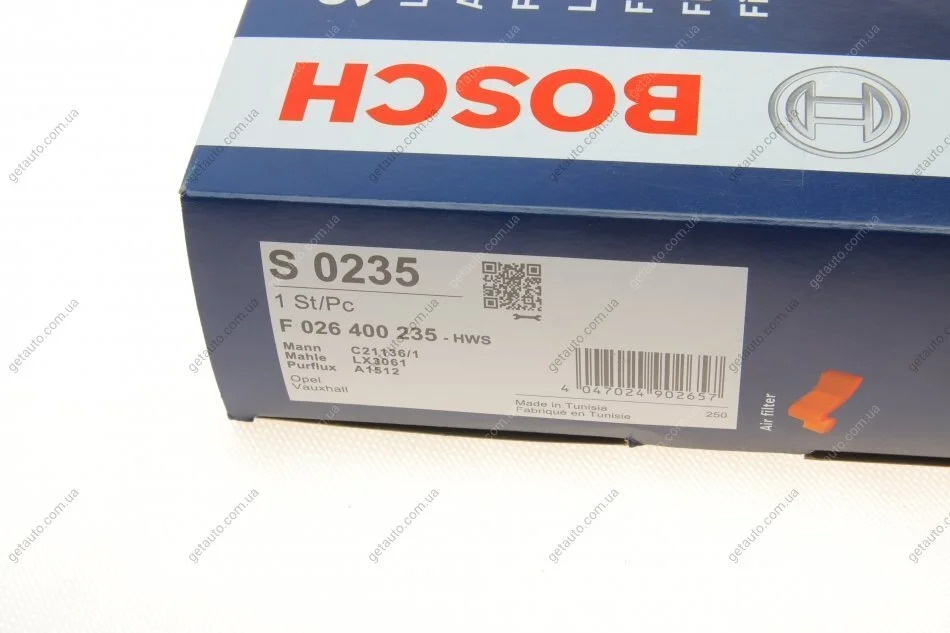 BOSCH
S 0235
1 St/Pc
F 026 400 235 - HWS
Mann C21136/1
Mahle LX3061
Purflux A1512
Opel
Vauxhall
4 047024 902657
Made in Tunisia
Fabriqué en Tunisie
250
Air filter
getauto.com.ua